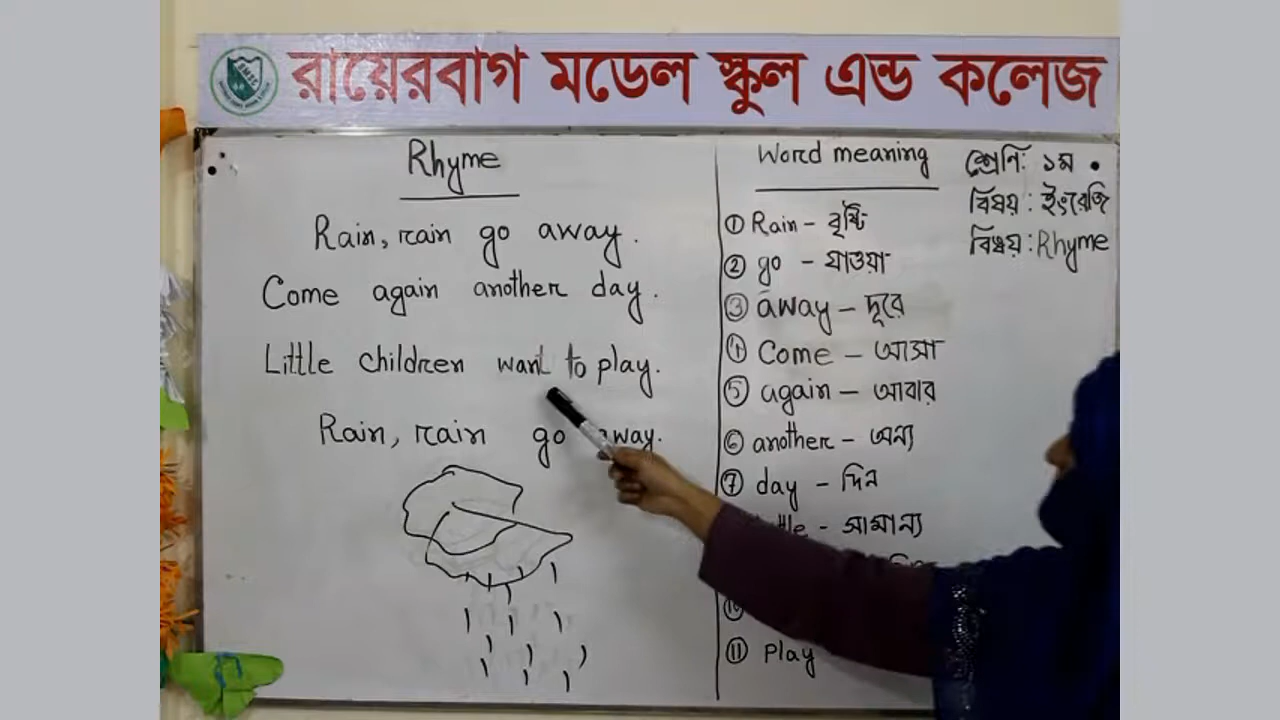 রায়েরবাগ মডেল স্কুল এন্ড কলেজ
Rhyme
Rain, rain go away.
Come again another day.
Little children want to play.
Rain, rain go away.
Word meaning
① Rain - বৃষ্টি
② go - যাওয়া
③ away - দূরে
④ Come - আসা
⑤ again - আবার
⑥ another - অন্য
⑦ day - দিন
সামান্য
⑪ Play
শ্রেণি: ১ম
বিষয়: ইংরেজি
বিষয়: Rhyme